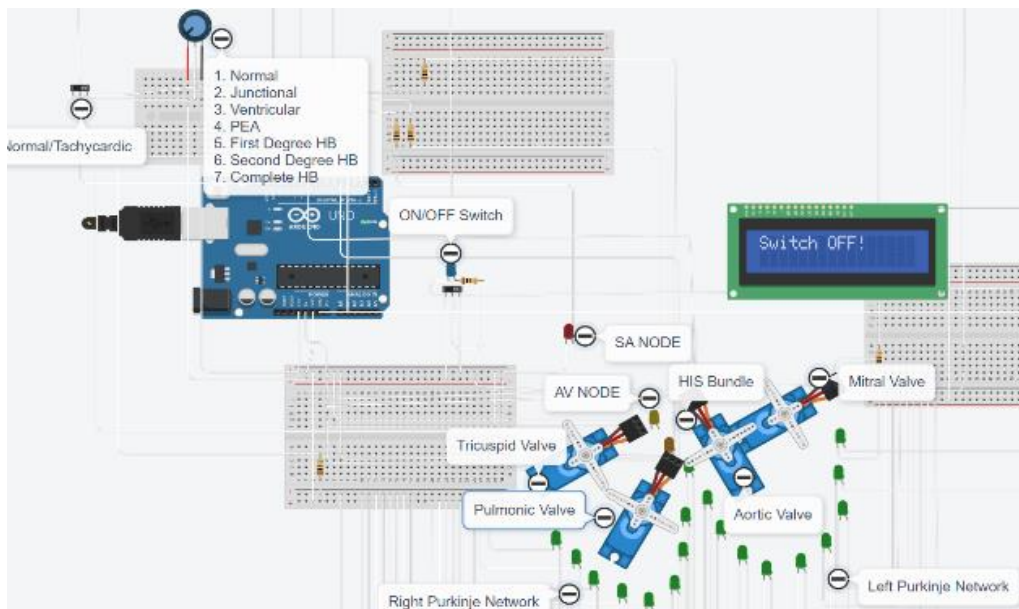 1. Normal
2. Junctional
3. Ventricular
4. PEA
5. First Degree HB
6. Second Degree HB
7. Complete HB
Normal/Tachycardic
UNO
ON/OFF Switch
Switch OFF!
SA NODE
AV NODE
HIS Bundle
Mitral Valve
Tricuspid Valve
Pulmonic Valve
Aortic Valve
Right Purkinje Network
Left Purkinje Network